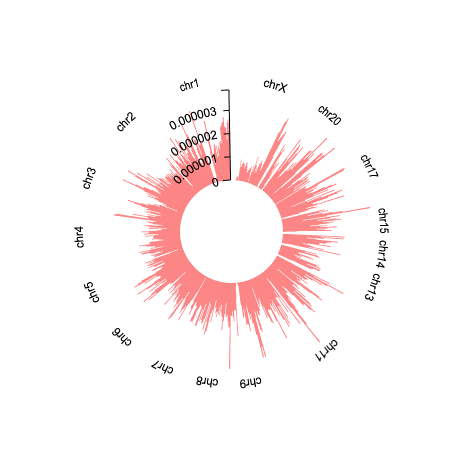 chr1
chrX
chr2
chr20
0.000003
0.000002
0.000001
0
chr3
chr17
chr4
chr15
chr14
chr13
chr5
chr6
chr11
chr7
chr8
chr9